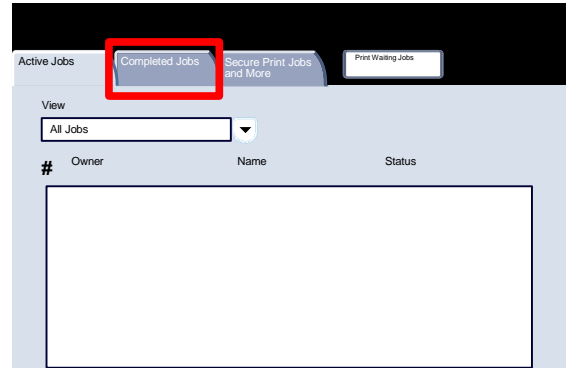 Active Jobs
Completed Jobs
Secure Print Jobs
and More
Print Waiting Jobs
View
All Jobs
# Owner Name Status